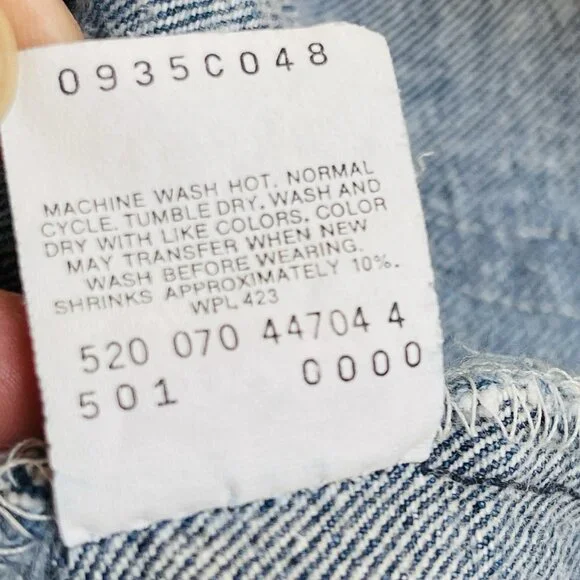 0935C048
MACHINE WASH HOT. NORMAL
CYCLE. TUMBLE DRY. WASH AND
DRY WITH LIKE COLORS. COLOR
MAY TRANSFER WHEN NEW
WASH BEFORE WEARING.
SHRINKS APPROXIMATELY 10%.
WPL 423
520 070 44704 4
501 0000